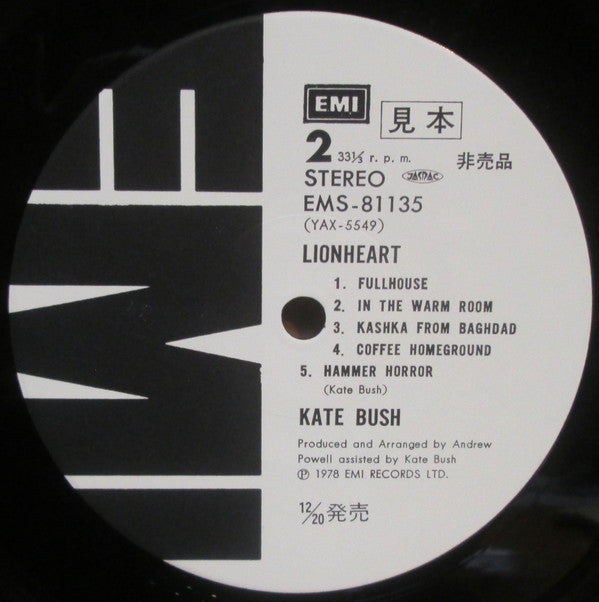 EMI
見本
2 33⅓ r. p. m.
非売品
STEREO JASRAC
EMS-81135
(YAX-5549)
LIONHEART
1. FULLHOUSE
2. IN THE WARM ROOM
3. KASHKA FROM BAGHDAD
4. COFFEE HOMEGROUND
5. HAMMER HORROR
(Kate Bush)
KATE BUSH
Produced and Arranged by Andrew
Powell assisted by Kate Bush
Ⓟ 1978 EMI RECORDS LTD.
12/20発売
EMI